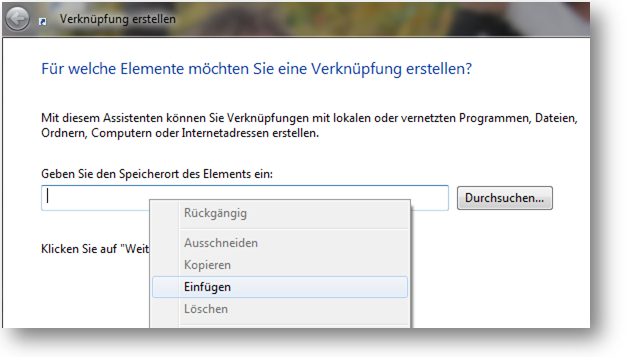 Verknüpfung erstellen
Für welche Elemente möchten Sie eine Verknüpfung erstellen?
Mit diesem Assistenten können Sie Verknüpfungen mit lokalen oder vernetzten Programmen, Dateien,
Ordnern, Computern oder Internetadressen erstellen.
Geben Sie den Speicherort des Elements ein:
Durchsuchen...
Klicken Sie auf "Weit
Rückgängig
Ausschneiden
Kopieren
Einfügen
Löschen